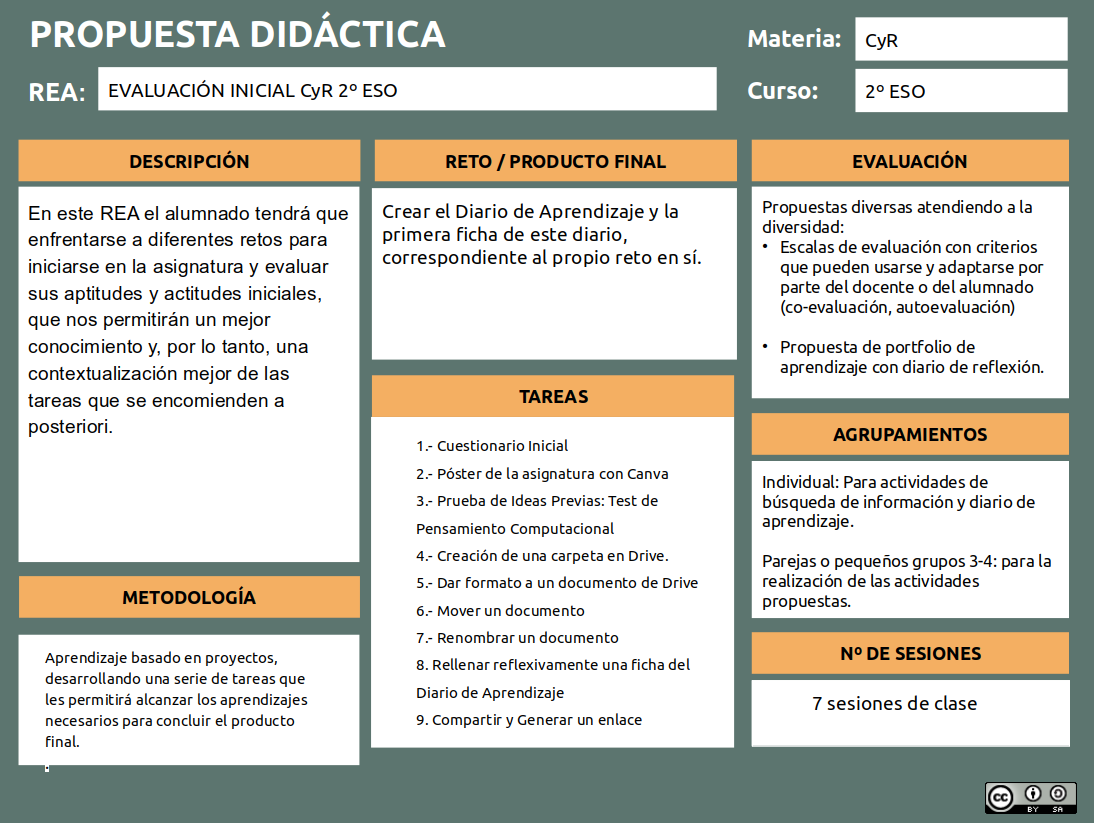 PROPUESTA DIDÁCTICA
Materia:
CyR
REA:
EVALUACIÓN INICIAL CyR 2º ESO
Curso:
2º ESO
DESCRIPCIÓN
En este REA el alumnado tendrá que
enfrentarse a diferentes retos para
iniciarse en la asignatura y evaluar
sus aptitudes y actitudes iniciales,
que nos permitirán un mejor
conocimiento y, por lo tanto, una
contextualización mejor de las
tareas que se encomienden a
posteriori.
METODOLOGÍA
Aprendizaje basado en proyectos,
desarrollando una serie de tareas que
les permitirá alcanzar los aprendizajes
necesarios para concluir el producto
final.
RETO / PRODUCTO FINAL
Crear el Diario de Aprendizaje y la
primera ficha de este diario,
correspondiente al propio reto en sí.
TAREAS
1.- Cuestionario Inicial
2.- Póster de la asignatura con Canva
3.- Prueba de Ideas Previas: Test de
Pensamiento Computacional
4.- Creación de una carpeta en Drive.
5.- Dar formato a un documento de Drive
6.- Mover un documento
7.- Renombrar un documento
8. Rellenar reflexivamente una ficha del
Diario de Aprendizaje
9. Compartir y Generar un enlace
EVALUACIÓN
Propuestas diversas atendiendo a la
diversidad:
• Escalas de evaluación con criterios
que pueden usarse y adaptarse por
parte del docente o del alumnado
(co-evaluación, autoevaluación)
• Propuesta de portfolio de
aprendizaje con diario de reflexión.
AGRUPAMIENTOS
Individual: Para actividades de
búsqueda de información y diario de
aprendizaje.
Parejas o pequeños grupos 3-4: para la
realización de las actividades
propuestas.
Nº DE SESIONES
7 sesiones de clase
cc
BY SA